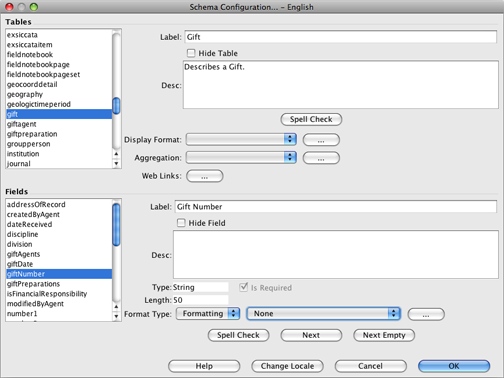 Schema Configuration... - English
Tables
exsiccata
exsiccataitem
fieldnotebook
fieldnotebookpage
fieldnotebookpageset
geocoorddetail
geography
geologictimeperiod
gift
giftagent
giftpreparation
groupperson
institution
journal
Label: Gift
Hide Table
Describes a Gift.
Desc:
Spell Check
Display Format: ...
Aggregation: ...
Web Links: ...
Fields
addressOfRecord
createdByAgent
dateReceived
discipline
division
giftAgents
giftDate
giftNumber
giftPreparations
isFinancialResponsibility
modifiedByAgent
number1
Label: Gift Number
Hide Field
Desc:
Type: String Is Required
Length: 50
Format Type: Formatting None ...
Spell Check Next Next Empty
Help Change Locale Cancel OK